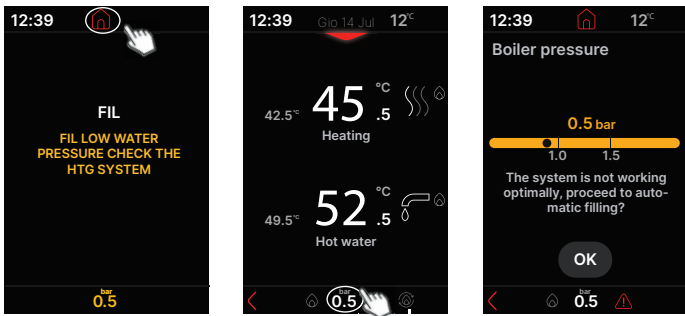 12:39
FIL
FIL LOW WATER
PRESSURE CHECK THE
HTG SYSTEM
bar
0.5
12:39 Gio 14 Jul 12°C
42.5°C 45.5 °C
Heating
49.5°C 52.5 °C
Hot water
bar
0.5
12:39 12°C
Boiler pressure
0.5 bar
1.0 1.5
The system is not working
optimally, proceed to auto-
matic filling?
OK
bar
0.5